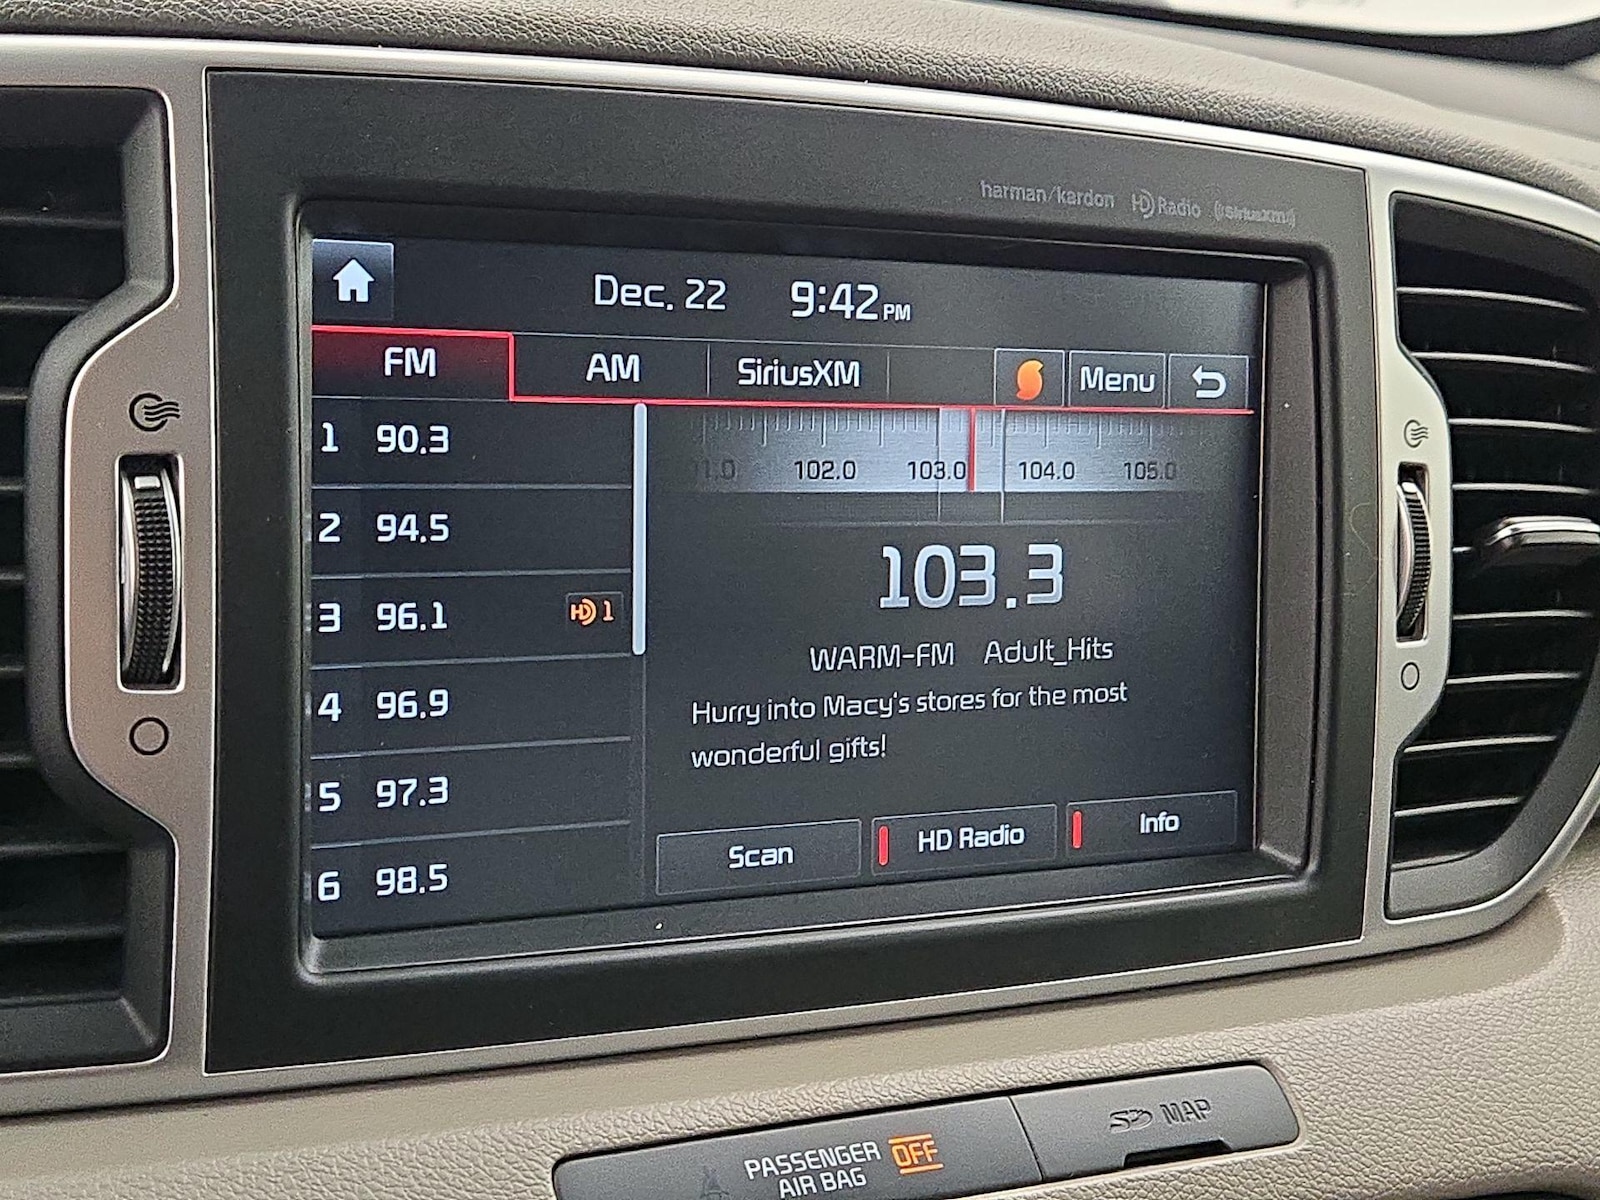 harman/kardon HD Radio ((SiriusXM))
Dec. 22 9:42 PM
FM AM SiriusXM Menu
1 90.3
2 94.5
3 96.1 HD 1
4 96.9
5 97.3
6 98.5
102.0 103.0 104.0 105.0
103.3
WARM-FM Adult_Hits
Hurry into Macy's stores for the most
wonderful gifts!
Scan HD Radio Info
PASSENGER OFF
AIR BAG
SD MAP